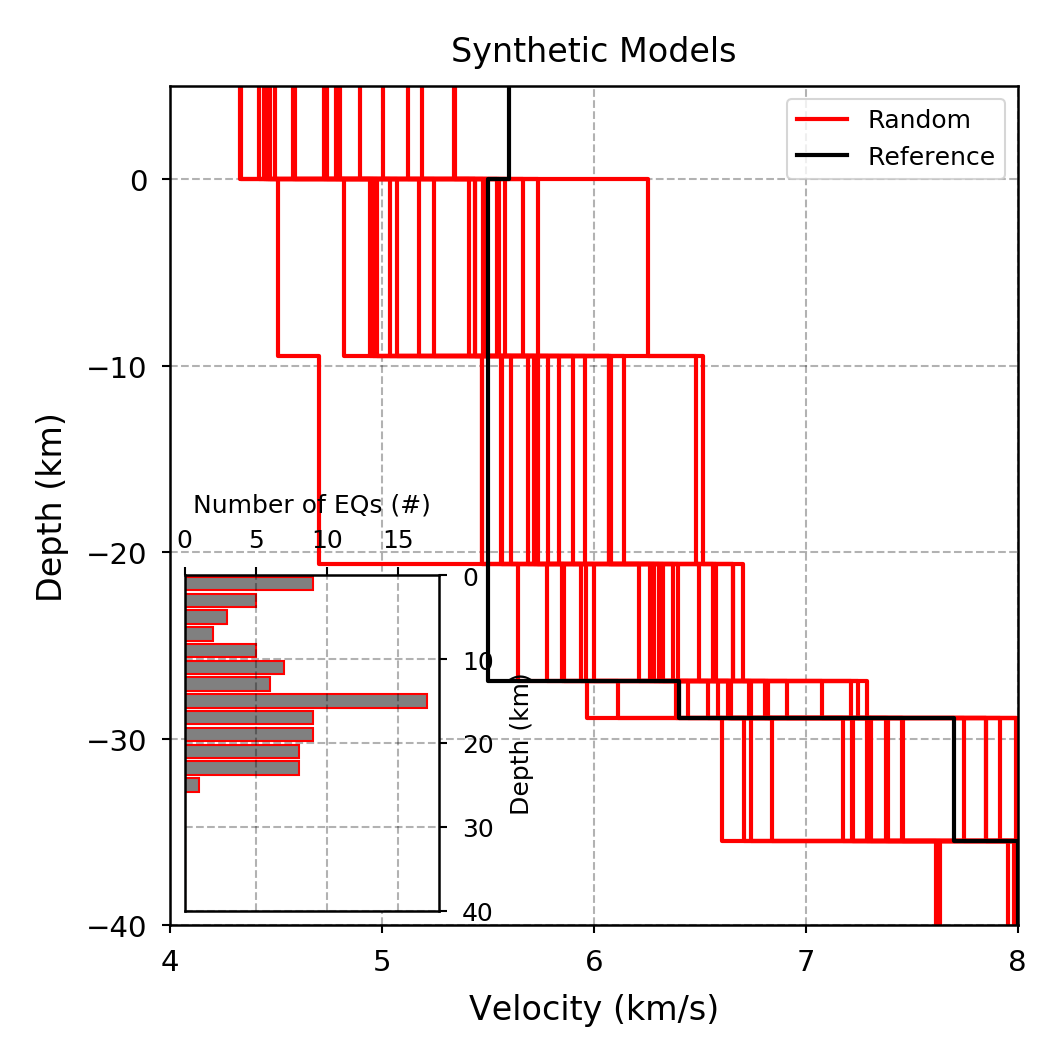 Synthetic Models
Random
Reference
0
−10
−20
−30
−40
Depth (km)
Number of EQs (#)
0 5 10 15
0
10
20
30
40
Depth (km)
4 5 6 7 8
Velocity (km/s)